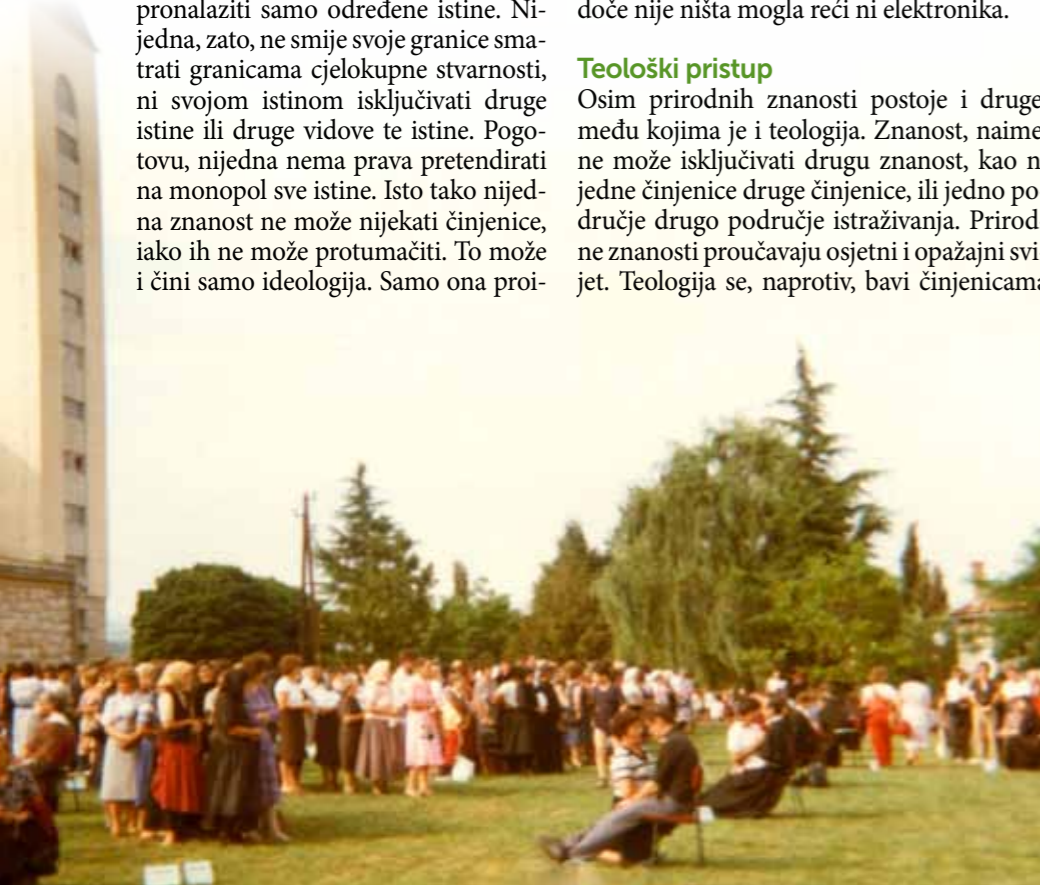 pronalaziti samo određene istine. Ni-
jedna, zato, ne smije svoje granice sma-
trati granicama cjelokupne stvarnosti,
ni svojom istinom isključivati druge
istine ili druge vidove te istine. Pogo-
tovu, nijedna nema prava pretendirati
na monopol sve istine. Isto tako nijed-
na znanost ne može nijekati činjenice,
iako ih ne može protumačiti. To može
i čini samo ideologija. Samo ona proi-
doče nije ništa mogla reći ni elektronika.
Teološki pristup
Osim prirodnih znanosti postoje i druge
među kojima je i teologija. Znanost, naime
ne može isključivati drugu znanost, kao n
jedne činjenice druge činjenice, ili jedno po
dručje drugo područje istraživanja. Prirod
ne znanosti proučavaju osjetni i opažajni svi
jet. Teologija se, naprotiv, bavi činjenicama